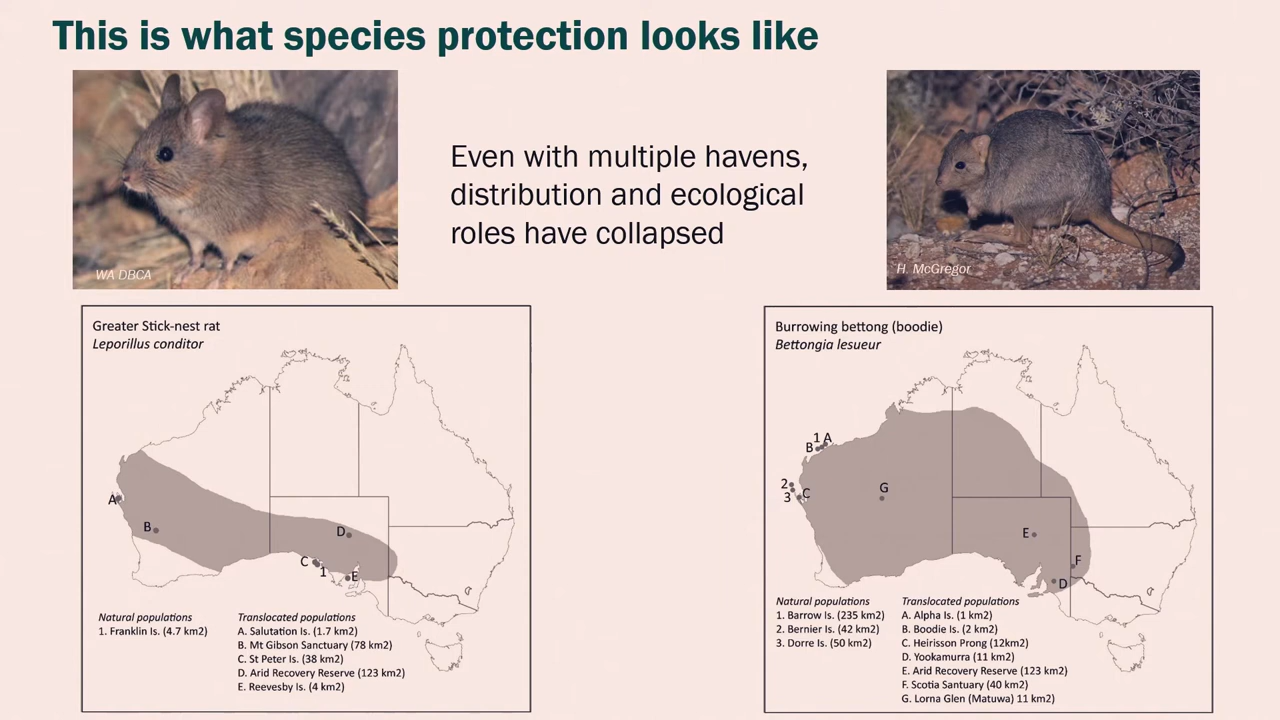 This is what species protection looks like
WA DBCA
Even with multiple havens,
distribution and ecological
roles have collapsed
H. McGregor
Greater Stick-nest rat
Leporillus conditor
A
B
C
1
D
E
Natural populations
1. Franklin Is. (4.7 km2)
Translocated populations
A. Salutation Is. (1.7 km2)
B. Mt Gibson Sanctuary (78 km2)
C. St Peter Is. (38 km2)
D. Arid Recovery Reserve (123 km2)
E. Reevesby Is. (4 km2)
Burrowing bettong (boodie)
Bettongia lesueur
1 A
B
2
3 C
G
E
F
D
Natural populations
1. Barrow Is. (235 km2)
2. Bernier Is. (42 km2)
3. Dorre Is. (50 km2)
Translocated populations
A. Alpha Is. (1 km2)
B. Boodie Is. (2 km2)
C. Heirisson Prong (12km2)
D. Yookamurra (11 km2)
E. Arid Recovery Reserve (123 km2)
F. Scotia Santuary (40 km2)
G. Lorna Glen (Matuwa) 11 km2)